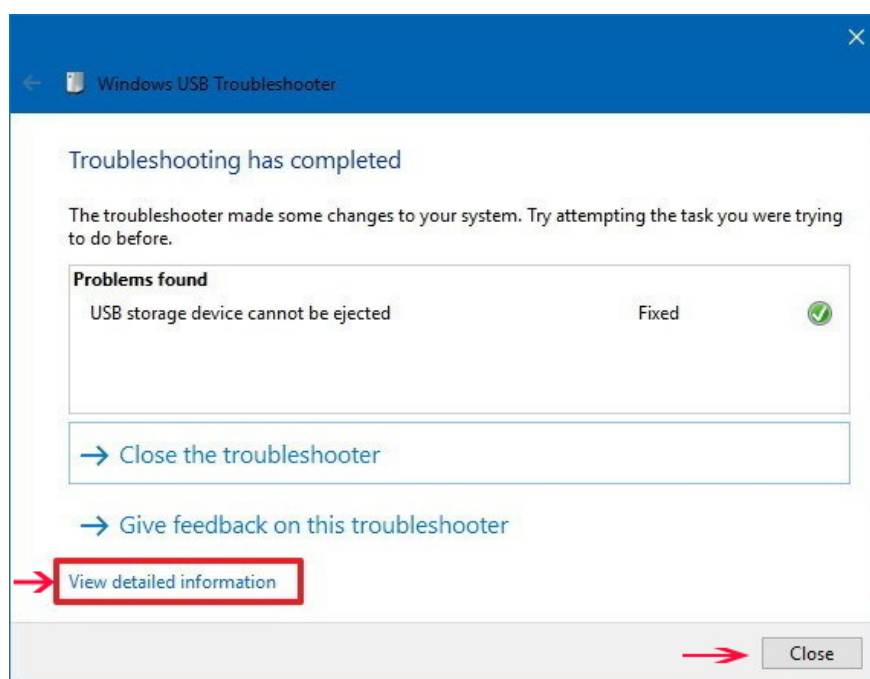 Windows USB Troubleshooter
Troubleshooting has completed
The troubleshooter made some changes to your system. Try attempting the task you were trying
to do before.
Problems found
USB storage device cannot be ejected Fixed
Close the troubleshooter
Give feedback on this troubleshooter
View detailed information
Close